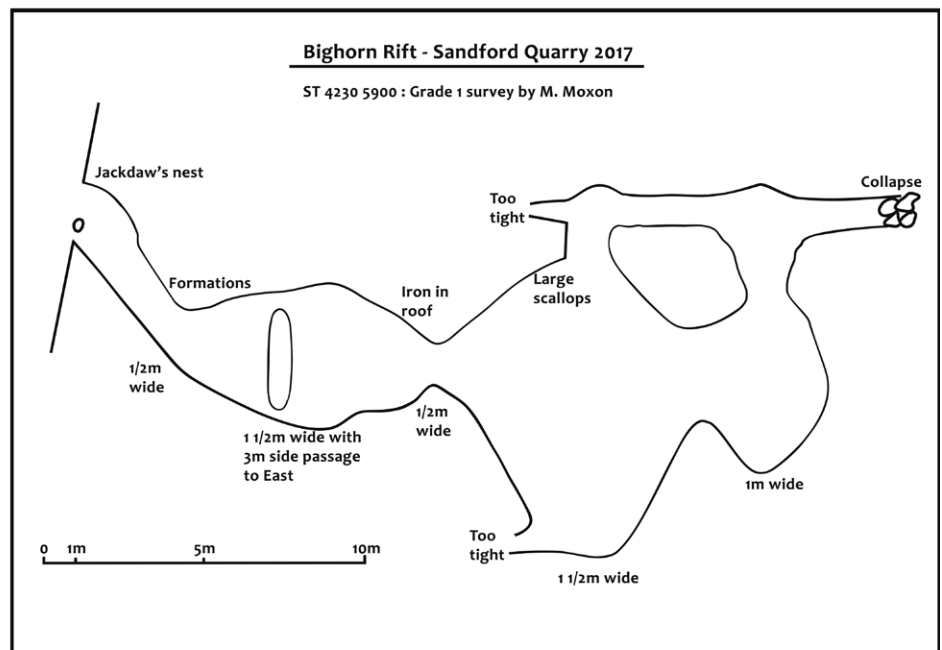 Bighorn Rift - Sandford Quarry 2017
ST 4230 5900 : Grade 1 survey by M. Moxon
Jackdaw's nest
Formations
Iron in
roof
Too
tight
Large
scallops
Collapse
1/2m
wide
1 1/2m wide with
3m side passage
to East
1/2m
wide
1m wide
Too
tight
1 1/2m wide
0 1m 5m 10m